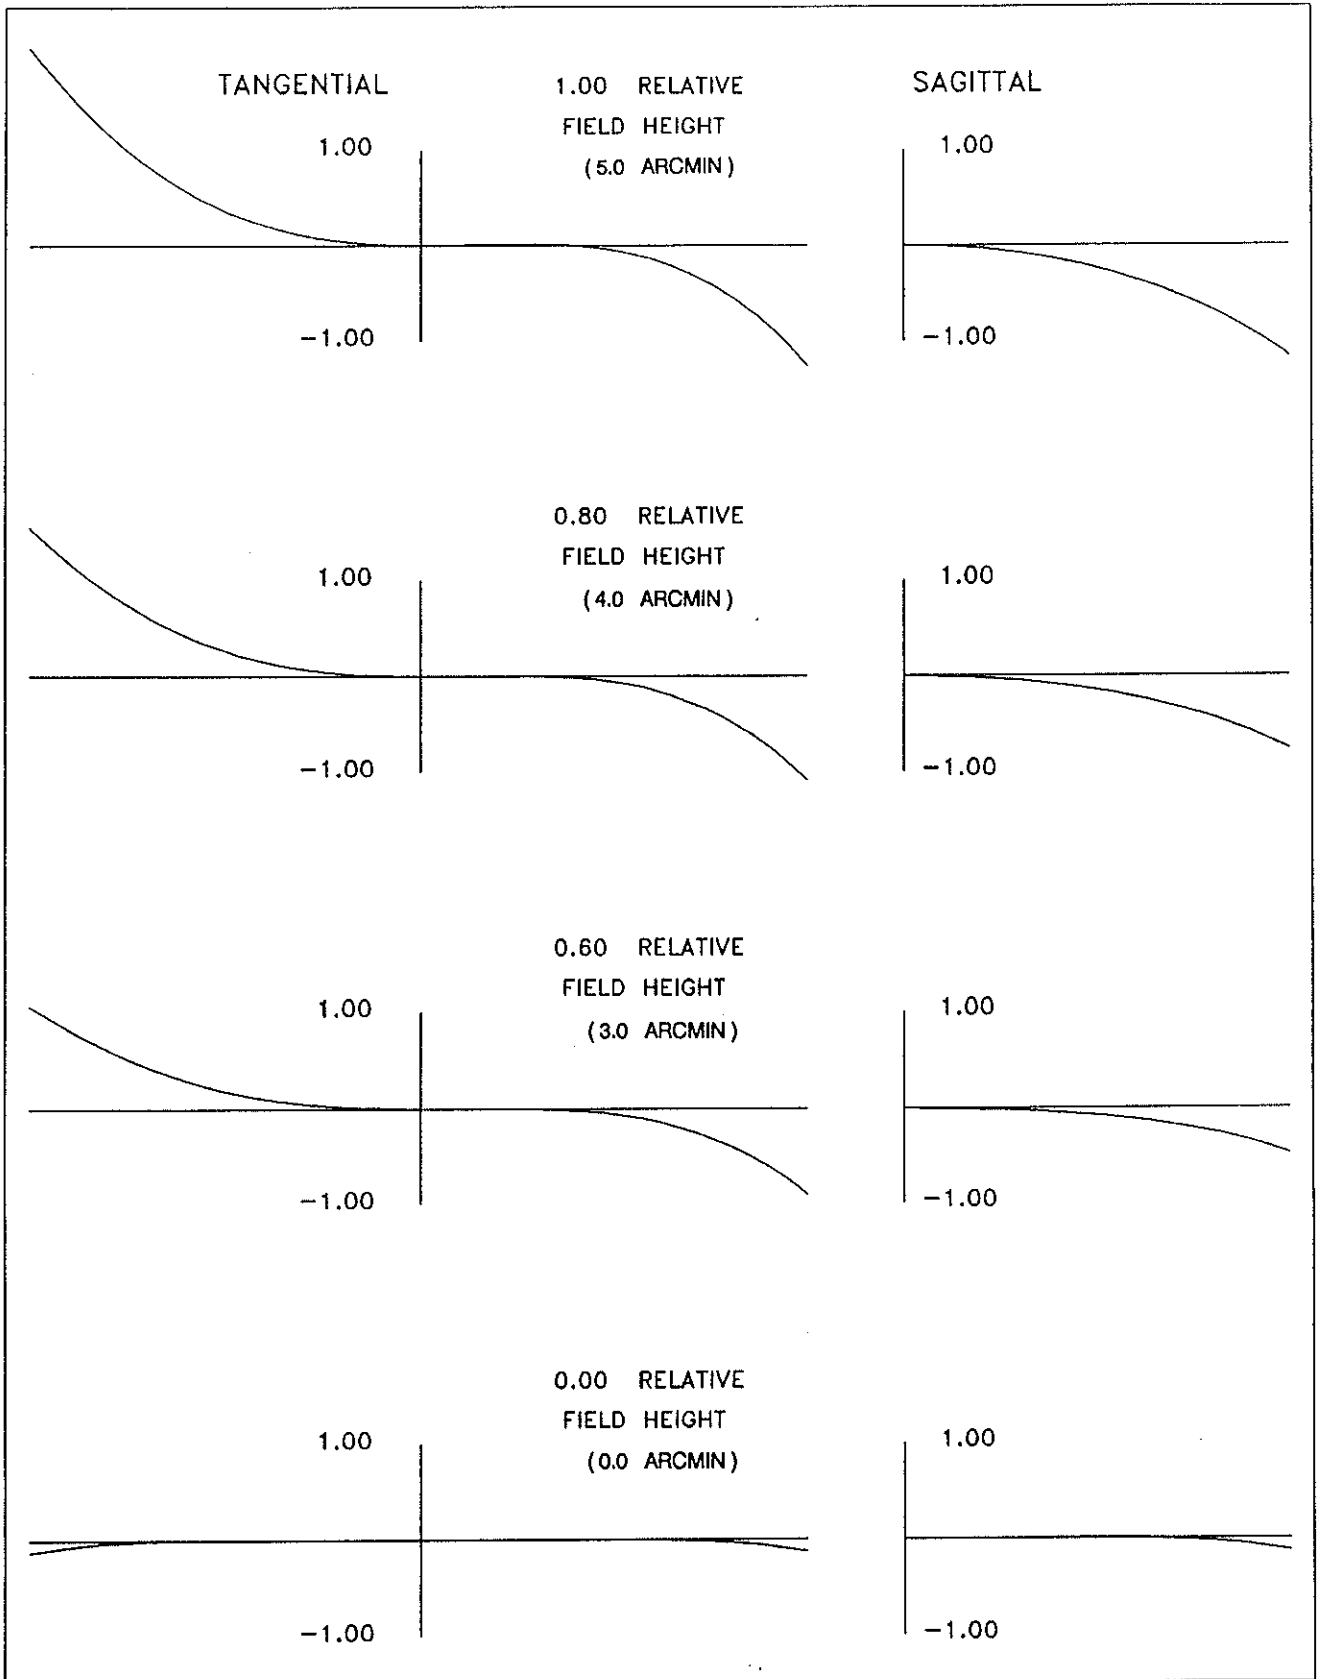 TANGENTIAL 1.00 RELATIVE SAGITTAL
FIELD HEIGHT
1.00 (5.0 ARCMIN) 1.00
-1.00 -1.00
0.80 RELATIVE
FIELD HEIGHT
1.00 (4.0 ARCMIN) 1.00
-1.00 -1.00
0.60 RELATIVE
FIELD HEIGHT
1.00 (3.0 ARCMIN) 1.00
-1.00 -1.00
0.00 RELATIVE
FIELD HEIGHT
1.00 (0.0 ARCMIN) 1.00
-1.00 -1.00